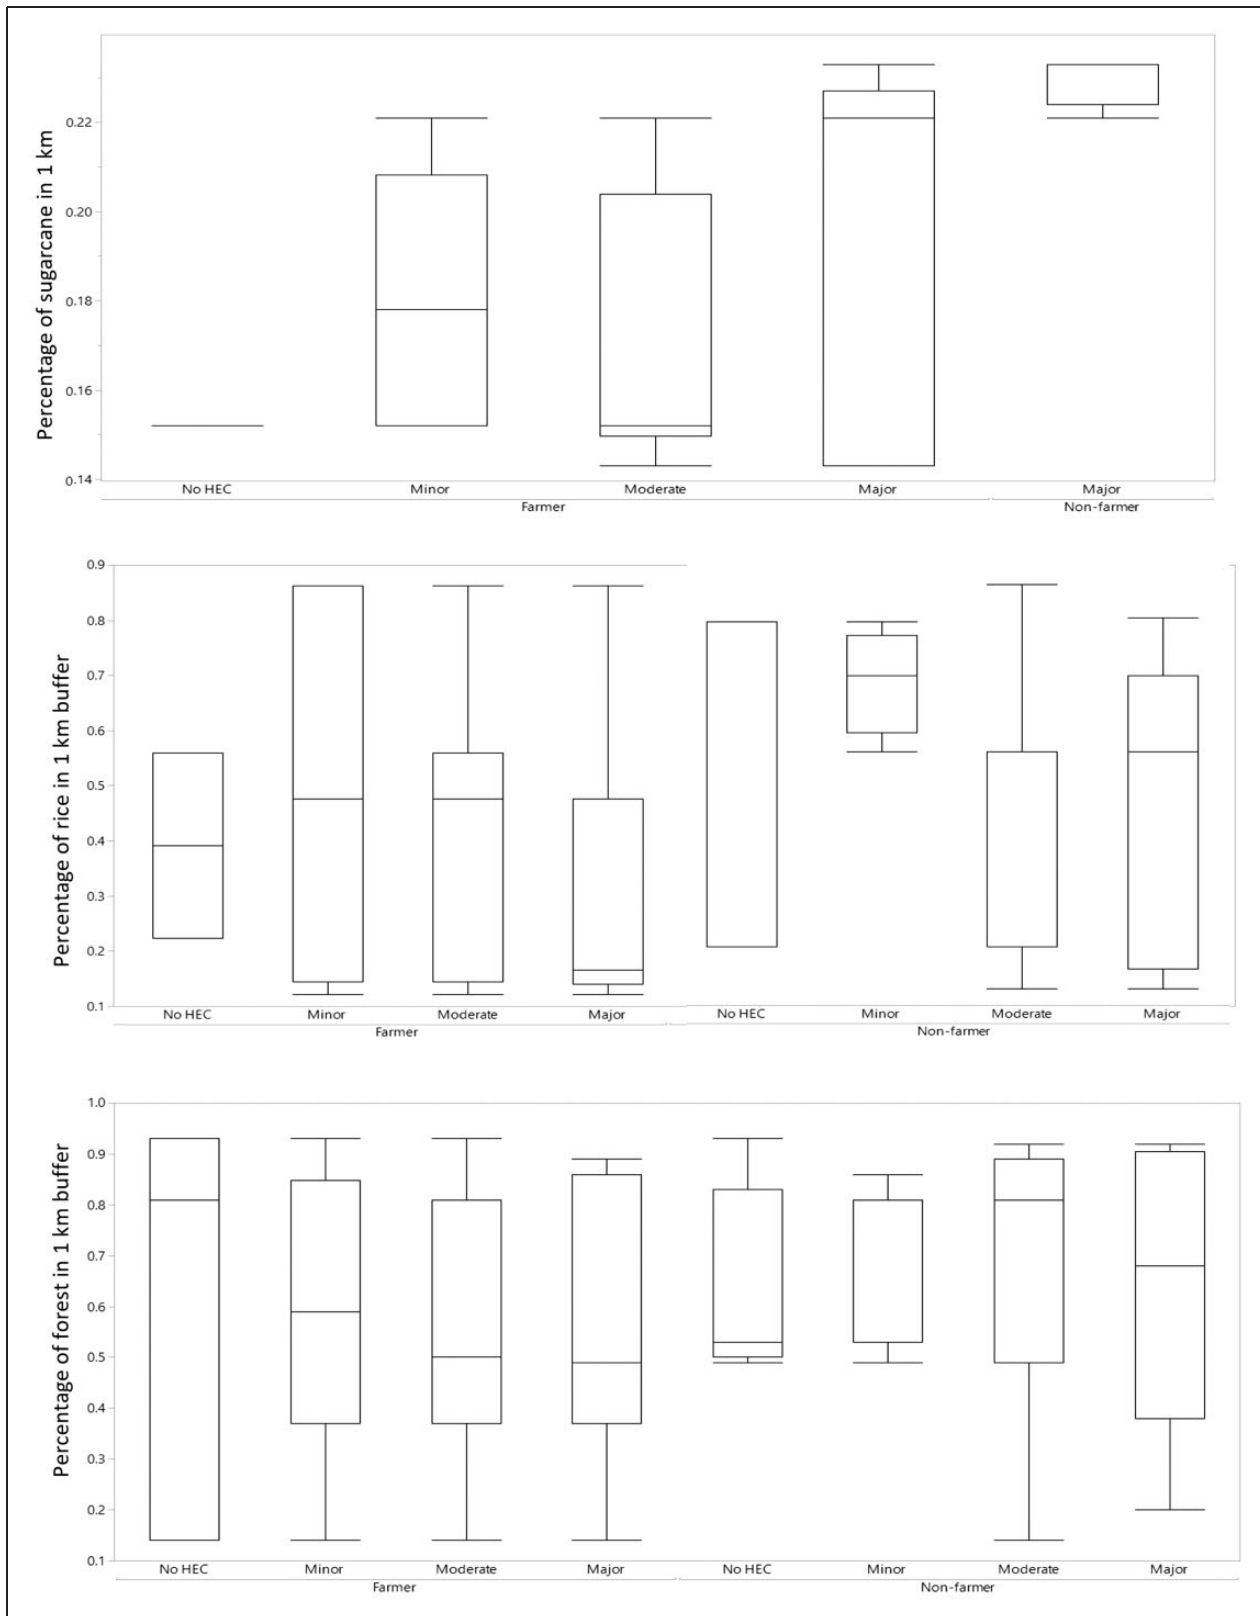 Percentage of sugarcane in 1 km
0.22
0.20
0.18
0.16
0.14
No HEC Minor Moderate Major Major
Farmer Non-farmer
Percentage of rice in 1 km buffer
0.9
0.8
0.7
0.6
0.5
0.4
0.3
0.2
0.1
No HEC Minor Moderate Major No HEC Minor Moderate Major
Farmer Non-farmer
Percentage of forest in 1 km buffer
1.0
0.9
0.8
0.7
0.6
0.5
0.4
0.3
0.2
0.1
No HEC Minor Moderate Major No HEC Minor Moderate Major
Farmer Non-farmer